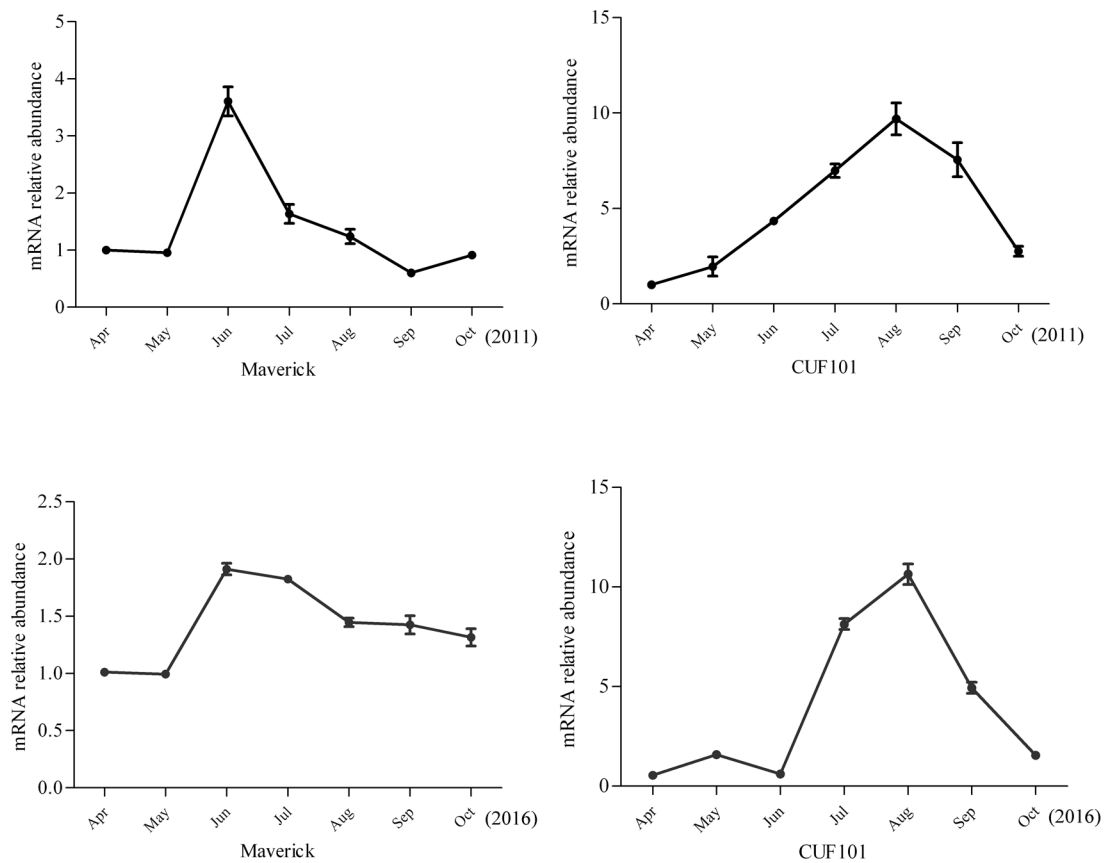 mRNA relative abundance
5
4
3
2
1
0
Apr May Jun Jul Aug Sep Oct (2011)
Maverick
mRNA relative abundance
15
10
5
0
Apr May Jun Jul Aug Sep Oct (2011)
CUF101
mRNA relative abundance
2.5
2.0
1.5
1.0
0.5
0.0
Apr May Jun Jul Aug Sep Oct (2016)
Maverick
mRNA relative abundance
15
10
5
0
Apr May Jun Jul Aug Sep Oct (2016)
CUF101